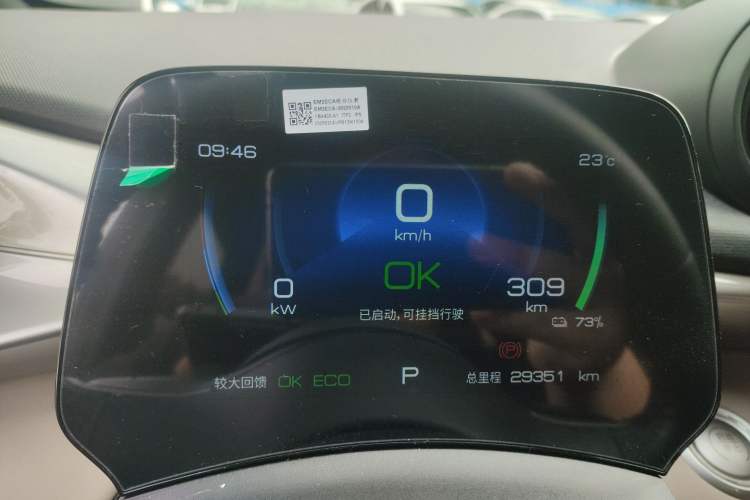 09:46
23°c
0
km/h
OK
0
kW
309
km
已启动,可挂挡行驶
73%
较大回馈 OK ECO
P
总里程 29351 km